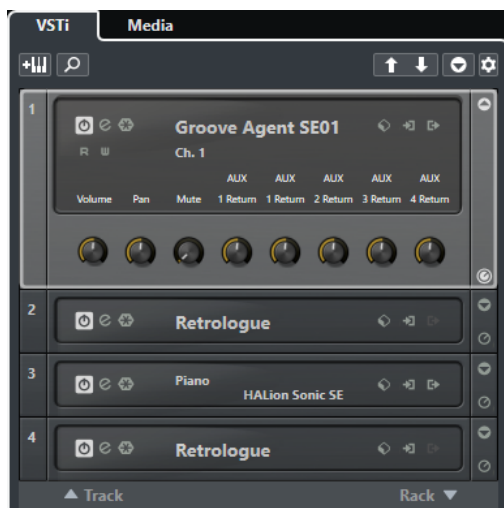 VSTi Media
1
Groove Agent SE01
R W
Ch. 1
AUX AUX AUX AUX AUX
Volume Pan Mute 1 Return 1 Return 2 Return 3 Return 4 Return
2
Retrologue
3
Piano
HALion Sonic SE
4
Retrologue
Track Rack